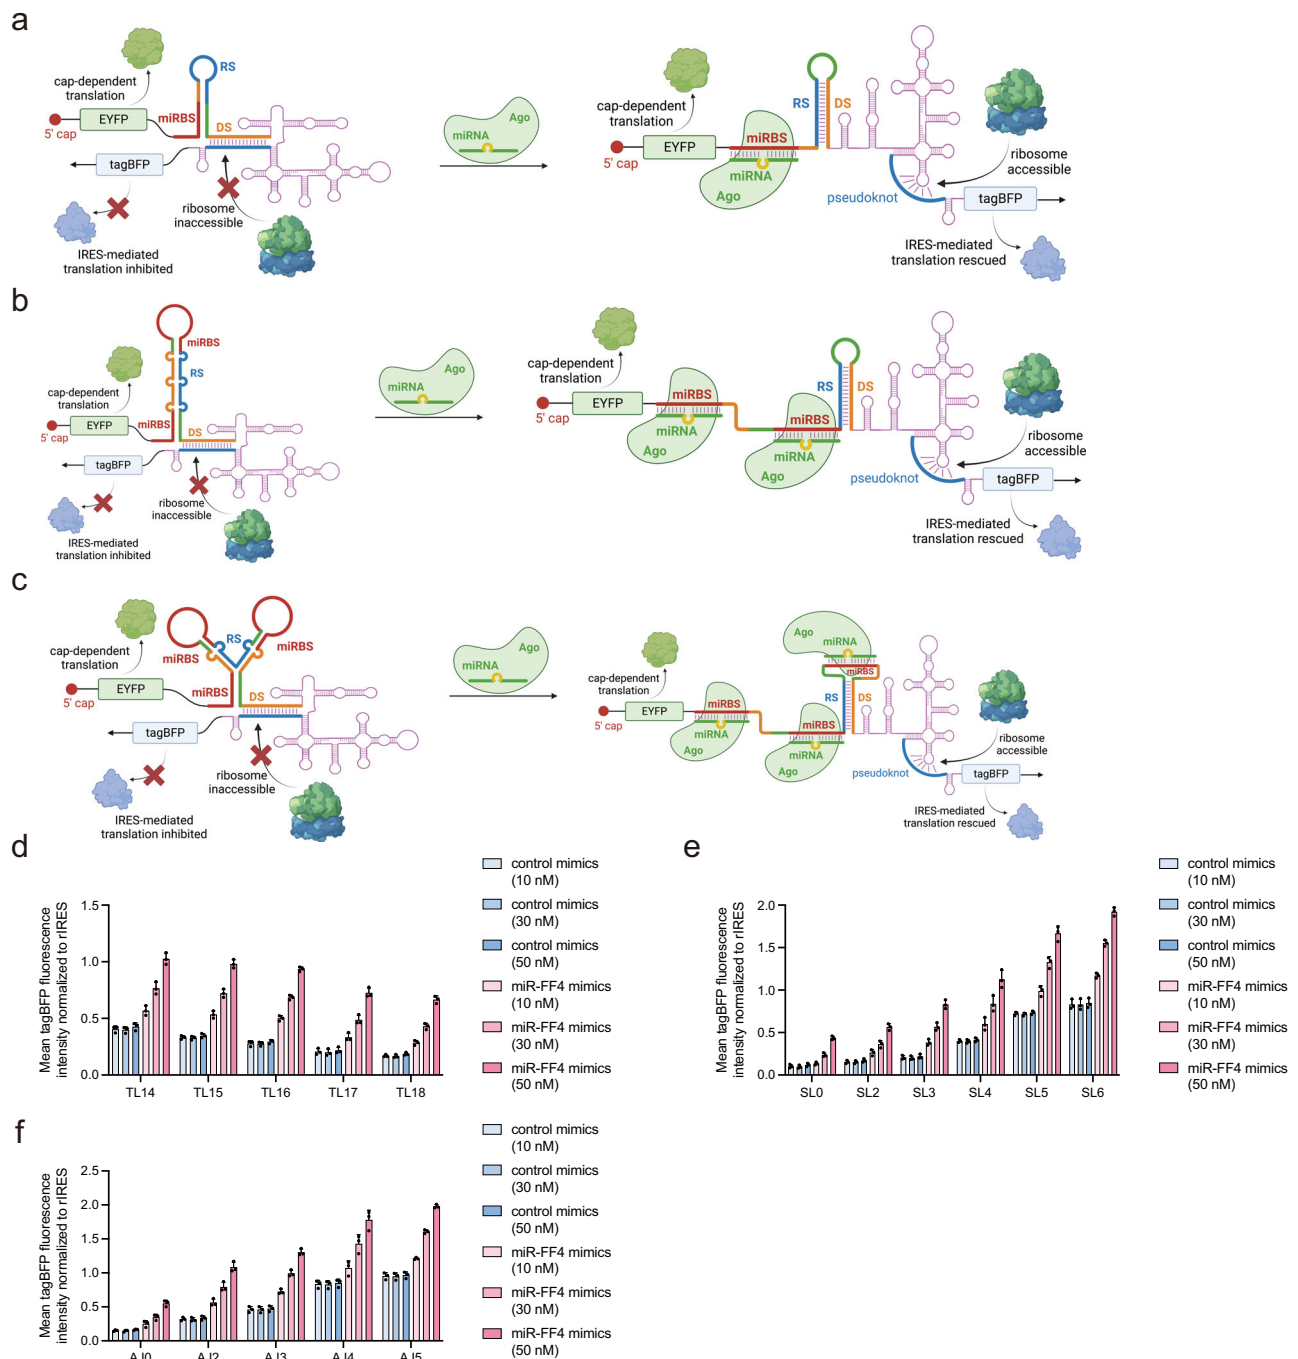 a
cap-dependent
translation
EYFP
5' cap
miRBS
RS
DS
tagBFP
ribosome
inaccessible
IRES-mediated
translation inhibited
miRNA
Ago
cap-dependent
translation
EYFP
5' cap
miRBS
miRNA
Ago
RS
DS
pseudoknot
ribosome
accessible
tagBFP
IRES-mediated
translation rescued
b
cap-dependent
translation
EYFP
5' cap
miRBS
RS
miRBS
DS
tagBFP
ribosome
inaccessible
IRES-mediated
translation inhibited
miRNA
Ago
cap-dependent
translation
EYFP
5' cap
miRBS
miRNA
Ago
miRBS
miRNA
Ago
RS
DS
pseudoknot
ribosome
accessible
tagBFP
IRES-mediated
translation rescued
c
cap-dependent
translation
EYFP
5' cap
miRBS
RS
miRBS
miRBS
DS
tagBFP
ribosome
inaccessible
IRES-mediated
translation inhibited
miRNA
Ago
cap-dependent
translation
EYFP
5' cap
miRBS
miRNA
Ago
miRBS
miRNA
Ago
Ago
miRNA
miRBS
RS
DS
pseudoknot
ribosome
accessible
tagBFP
IRES-mediated
translation rescued
d
Mean tagBFP fluorescence
intensity normalized to rIRES
1.5
1.0
0.5
0.0
TL14
TL15
TL16
TL17
TL18
control mimics
(10 nM)
control mimics
(30 nM)
control mimics
(50 nM)
miR-FF4 mimics
(10 nM)
miR-FF4 mimics
(30 nM)
miR-FF4 mimics
(50 nM)
e
Mean tagBFP fluorescence
intensity normalized to rIRES
2.0
1.5
1.0
0.5
0.0
SL0
SL2
SL3
SL4
SL5
SL6
control mimics
(10 nM)
control mimics
(30 nM)
control mimics
(50 nM)
miR-FF4 mimics
(10 nM)
miR-FF4 mimics
(30 nM)
miR-FF4 mimics
(50 nM)
f
Mean tagBFP fluorescence
intensity normalized to rIRES
2.5
2.0
1.5
1.0
0.5
0.0
AJ0
AJ2
AJ3
AJ4
AJ5
control mimics
(10 nM)
control mimics
(30 nM)
control mimics
(50 nM)
miR-FF4 mimics
(10 nM)
miR-FF4 mimics
(30 nM)
miR-FF4 mimics
(50 nM)